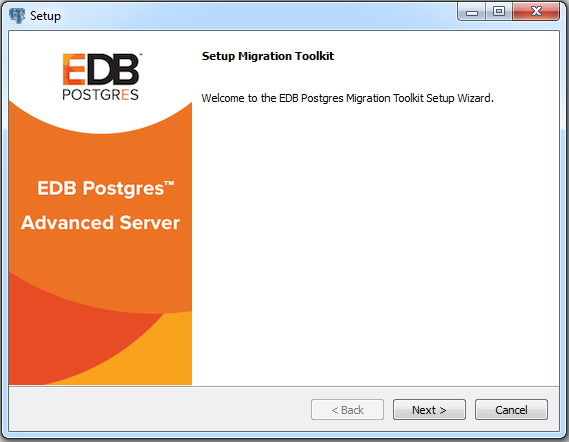 Setup
EDB™
POSTGRES
Setup Migration Toolkit
Welcome to the EDB Postgres Migration Toolkit Setup Wizard.
EDB Postgres™
Advanced Server
< Back
Next >
Cancel